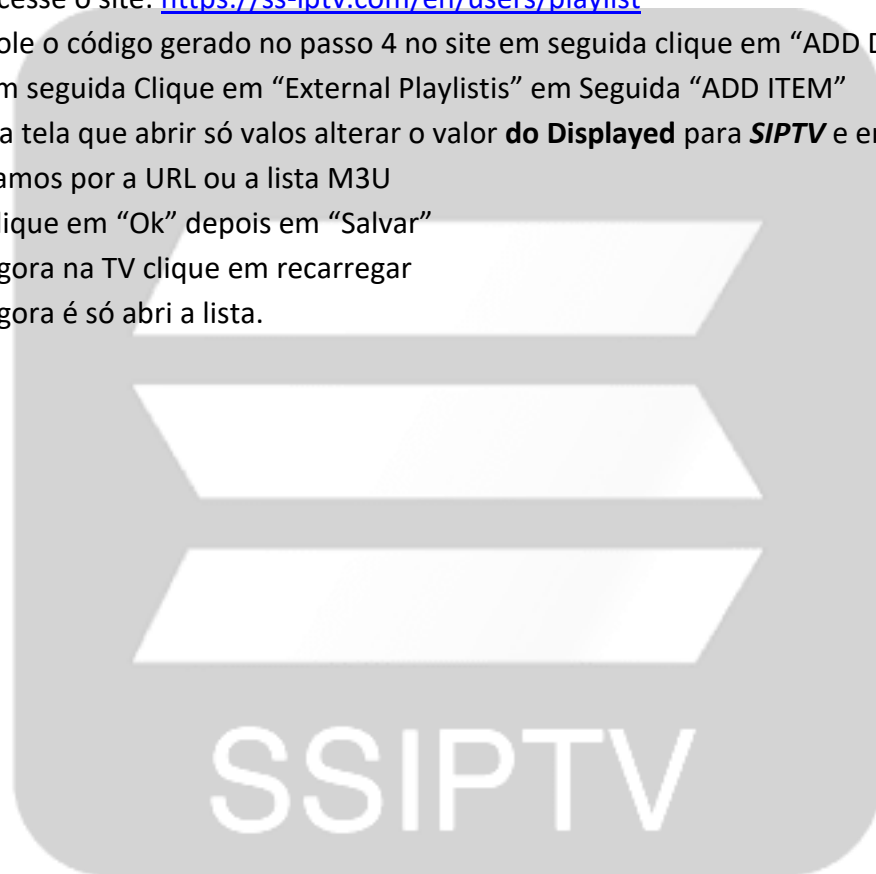 cesse o site: https://ss-iptv.com/en/users/playlist
ole o código gerado no passo 4 no site em seguida clique em “ADD D
m seguida Clique em “External Playlistis” em Seguida “ADD ITEM”
a tela que abrir só valos alterar o valor do Displayed para SIPTV e e
amos por a URL ou a lista M3U
lique em “Ok” depois em “Salvar”
gora na TV clique em recarregar
gora é só abri a lista.
SSIPTV